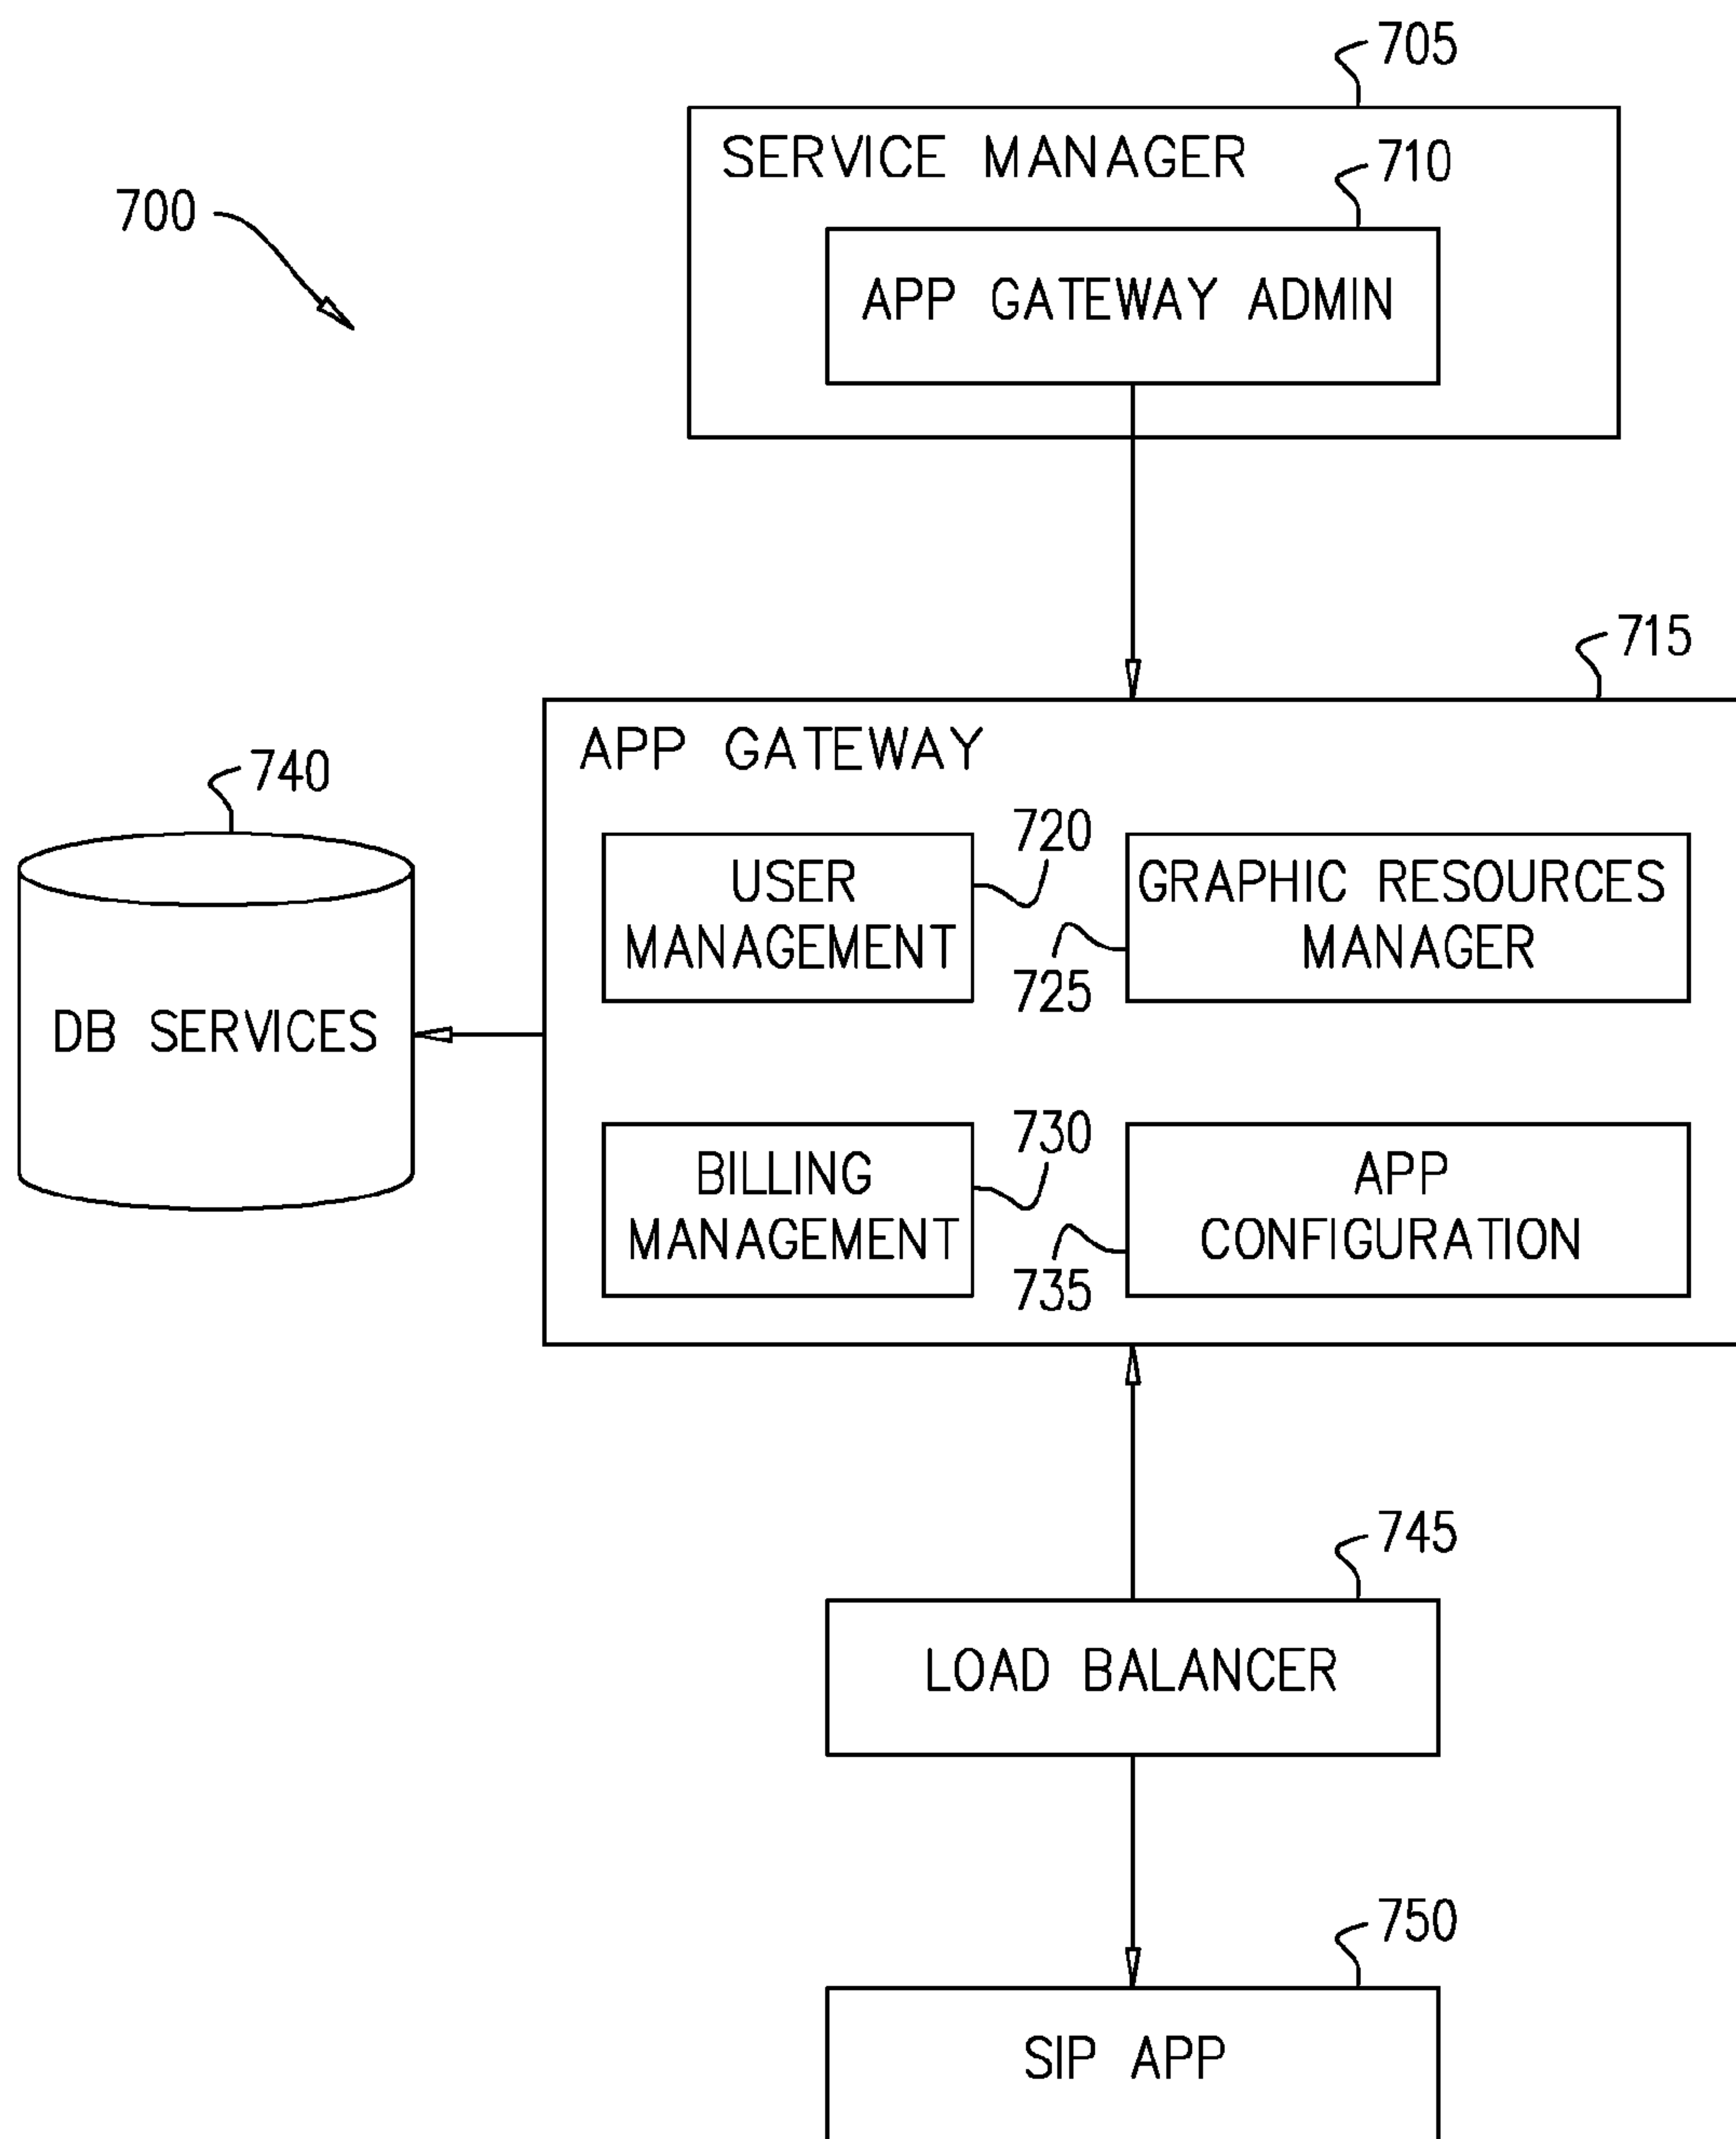 705
SERVICE MANAGER
710
700
APP GATEWAY ADMIN
715
APP GATEWAY
740
720
USER
MANAGEMENT
GRAPHIC RESOURCES
MANAGER
725
DB SERVICES
730
BILLING
MANAGEMENT
APP
CONFIGURATION
735
745
LOAD BALANCER
750
SIP APP